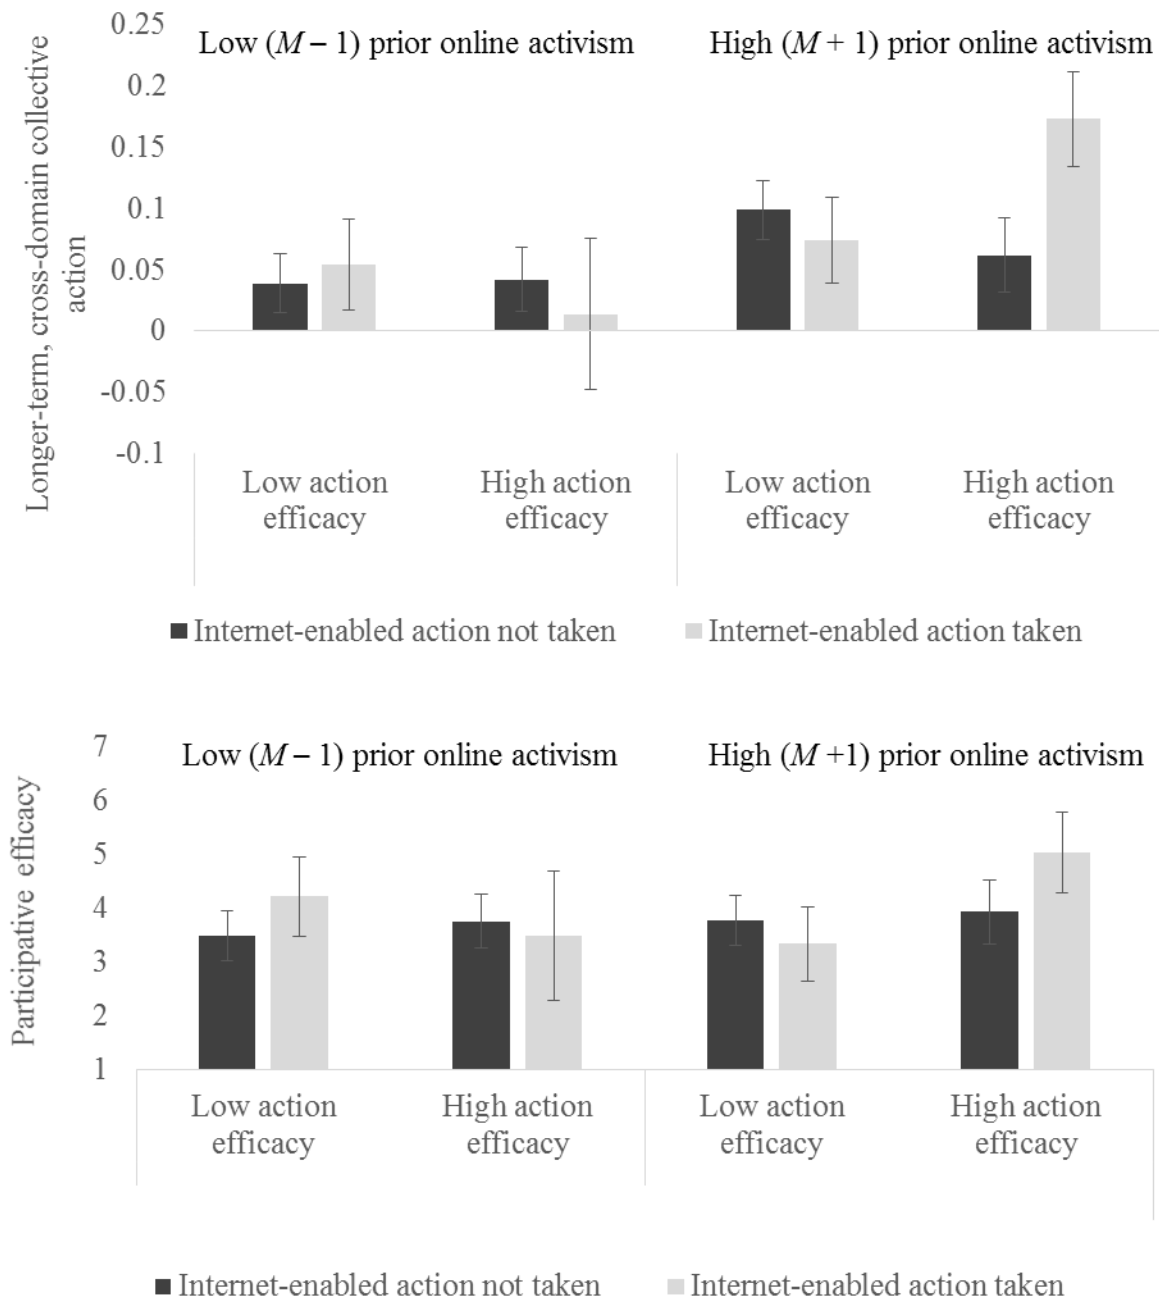 0.25
Low (M – 1) prior online activism
High (M + 1) prior online activism
0.2
0.15
0.1
0.05
0
-0.05
-0.1
Longer-term, cross-domain collective
action
Low action
efficacy
High action
efficacy
Low action
efficacy
High action
efficacy
Internet-enabled action not taken
Internet-enabled action taken
7
Low (M – 1) prior online activism
High (M +1) prior online activism
6
5
4
3
2
1
Participative efficacy
Low action
efficacy
High action
efficacy
Low action
efficacy
High action
efficacy
Internet-enabled action not taken
Internet-enabled action taken